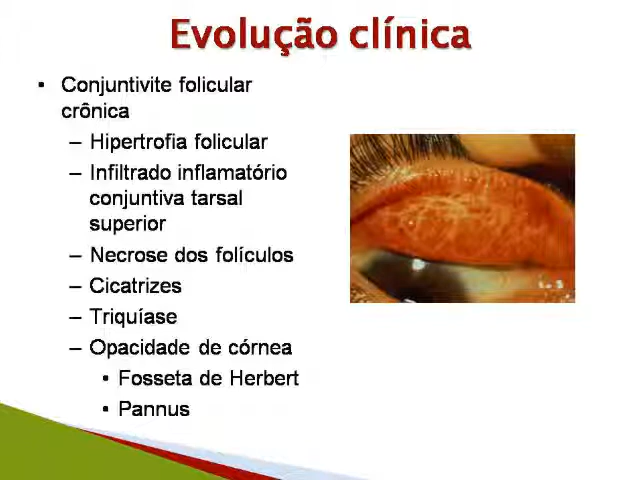 Evolução clínica
▪ Conjuntivite folicular
crônica
– Hipertrofia folicular
– Infiltrado inflamatório
conjuntiva tarsal
superior
– Necrose dos folículos
– Cicatrizes
– Triquíase
– Opacidade de córnea
▪ Fosseta de Herbert
▪ Pannus